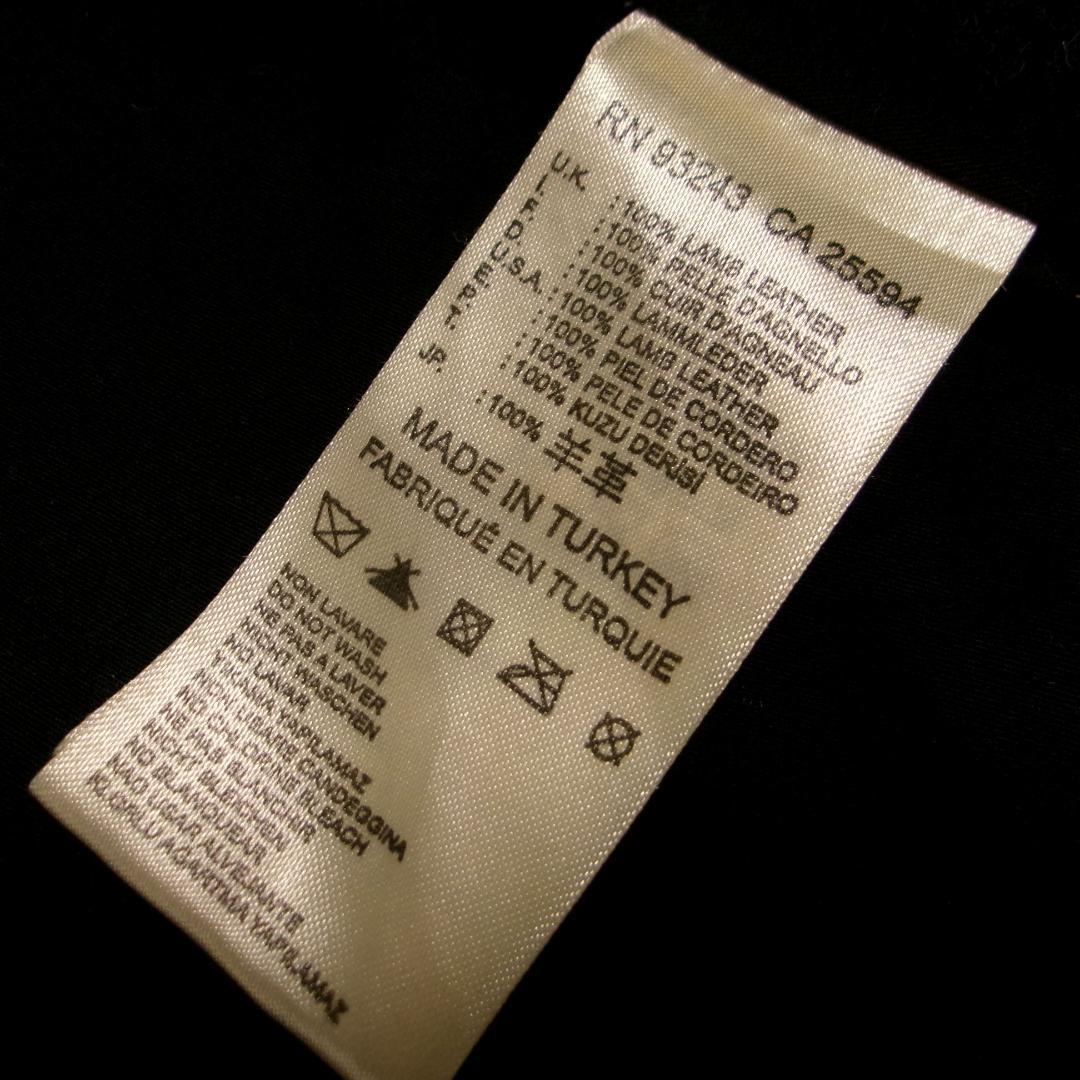 RN 93243 CA 25594
U.K. :100% LAMB LEATHER
I. :100% PELLE D'AGNELLO
F. :100% CUIR D'AGNEAU
D. :100% LAMMLEDER
U.S.A. :100% LAMB LEATHER
E. :100% PIEL DE CORDERO
P. :100% PELE DE CORDEIRO
T. :100% KUZU DERİSİ
JP. :100% 羊革
MADE IN TURKEY
FABRIQUÉ EN TURQUIE
NON LAVARE
DO NOT WASH
NE PAS A LAVER
NICHT WASCHEN
LAVAR
YAPILAMAZ
NON USARE CANDEGGINA
CHLORINE BLEACH
NE PAS BLANCHIR
NICHT BLEICHEN
NO BLANQUEAR
NAO USAR ALVEJANTE
KLORLU AGARTMA YAPILAMAZ